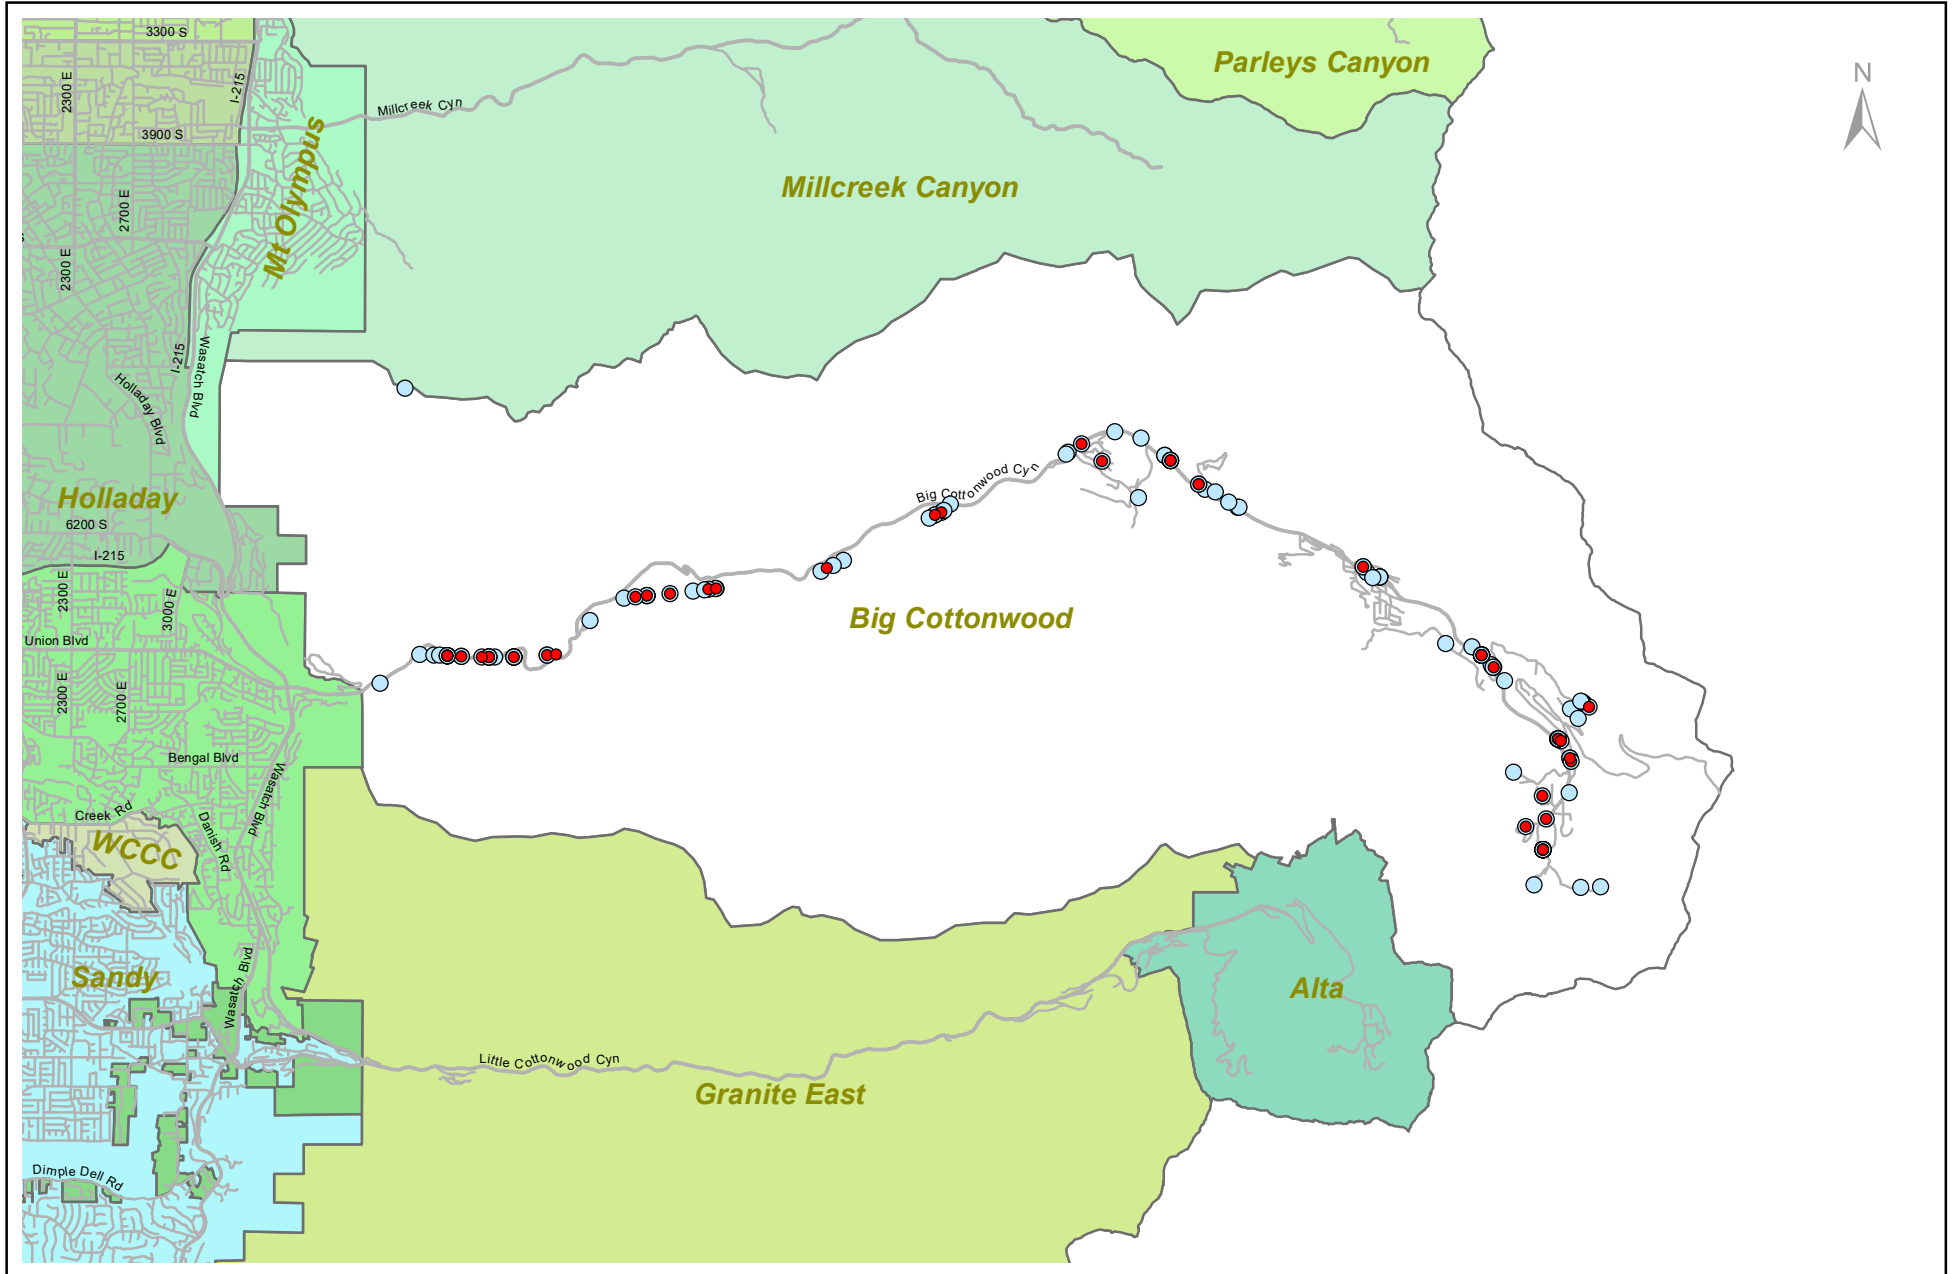 3300 S
Parleys Canyon
N
2300 E
I-215
Millcreek Cyn
3900 S
Mt Olympus
Millcreek Canyon
2700 E
2300 E
I-215
Wasatch Blvd
Holladay Blvd
Holladay
Big Cottonwood Cyn
6200 S
I-215
2300 E
3000 E
Big Cottonwood
Union Blvd
2300 E
2700 E
Bengal Blvd
Wasatch Blvd
Creek Rd
Danish Rd
WCCC
Sandy
Wasatch Blvd
Alta
Little Cottonwood Cyn
Granite East
Dimple Dell Rd